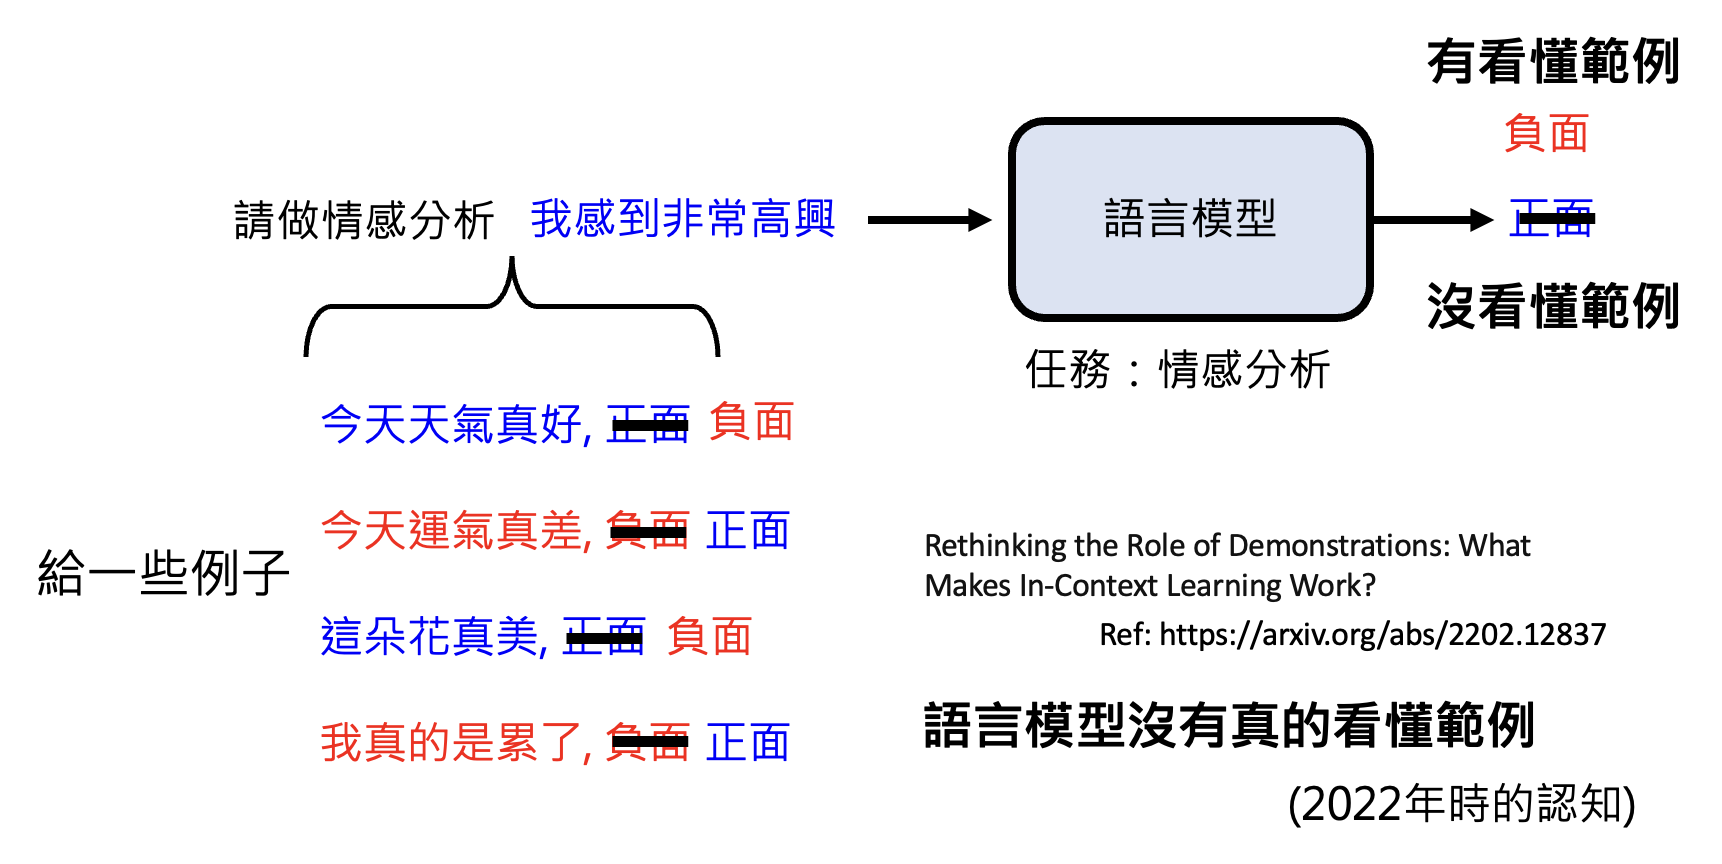 有看懂範例
負面
請做情感分析 我感到非常高興
語言模型
正面
沒看懂範例
任務：情感分析
給一些例子
今天天氣真好, 正面 負面
今天運氣真差, 負面 正面
這朵花真美, 正面 負面
我真的是累了, 負面 正面
Rethinking the Role of Demonstrations: What
Makes In-Context Learning Work?
Ref: https://arxiv.org/abs/2202.12837
語言模型沒有真的看懂範例
(2022年時的認知)